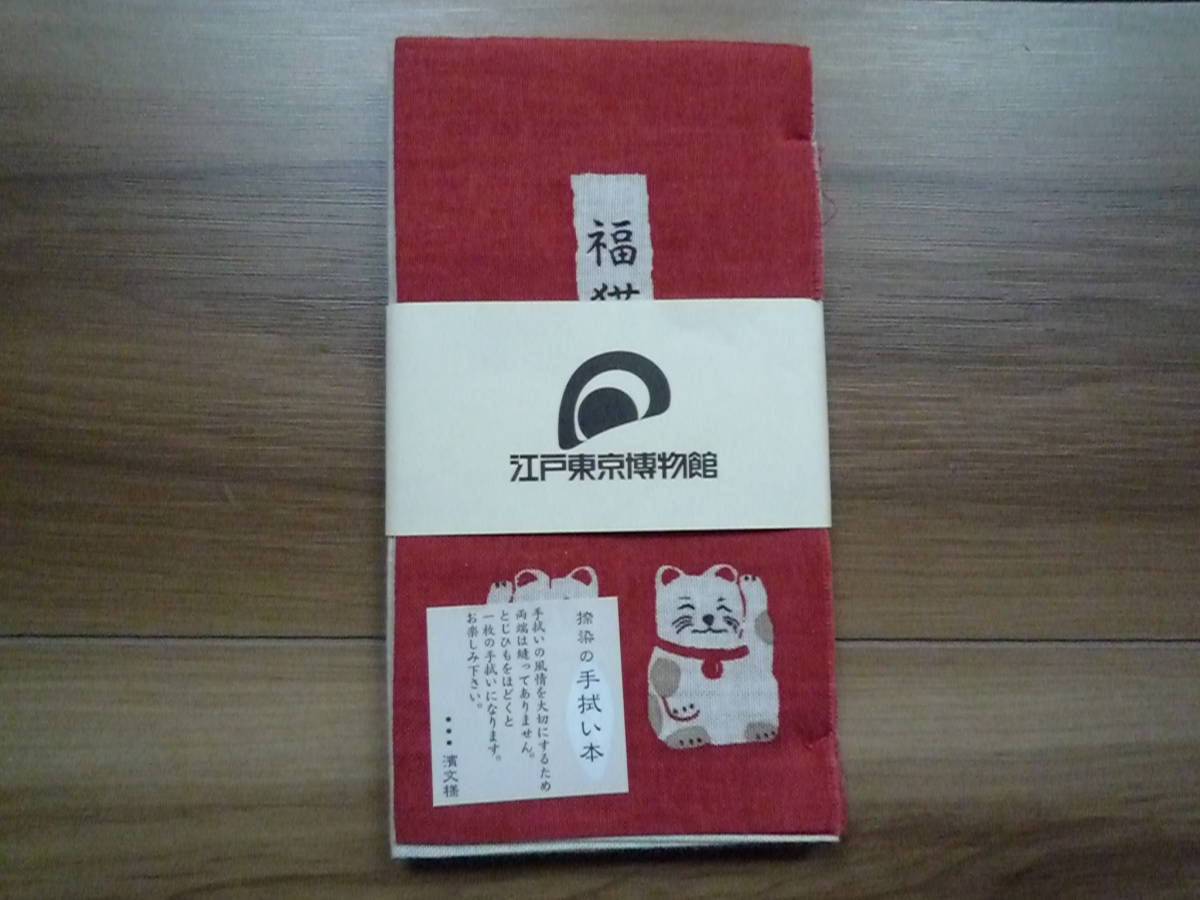 福猫
江戸東京博物館
捺染の手拭い本
手拭いの風情を大切にするため
両端は縫ってありません。
とじひもをほどくと
一枚の手拭いになります。
お楽しみ下さい。
•••濱文様